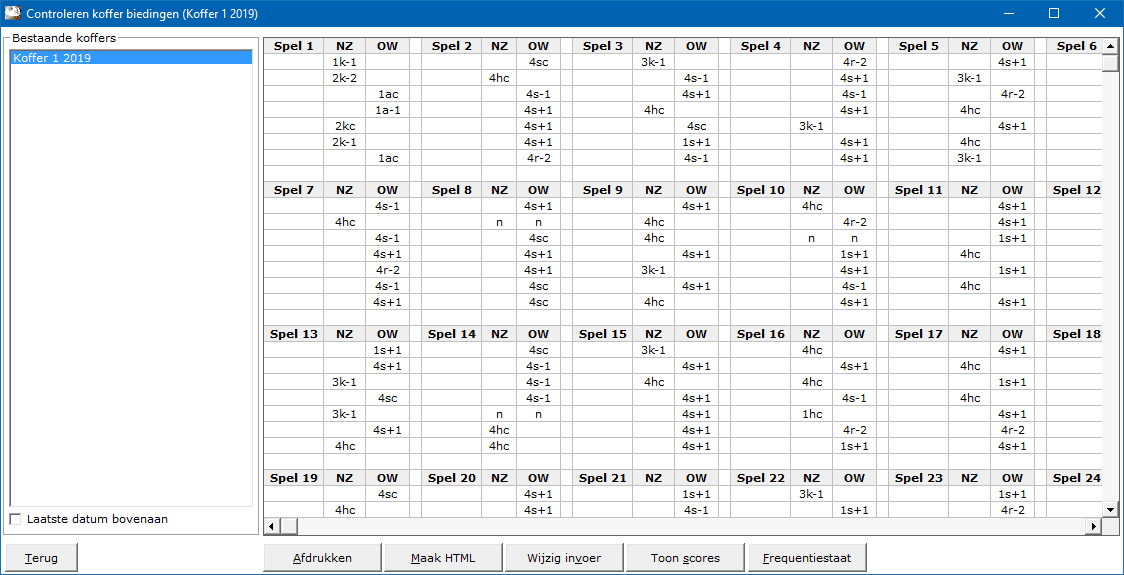 Controleren koffer biedingen (Koffer 1 2019)
Bestaande koffers
Koffer 1 2019
Laatste datum bovenaan
Spel 1 NZ OW Spel 2 NZ OW Spel 3 NZ OW Spel 4 NZ OW Spel 5 NZ OW Spel 6
1k-1 4sc 3k-1 4r-2 4s+1
2k-2 4hc 4s-1 4s+1 3k-1
1ac 4s-1 4s+1 4s-1 4r-2
1a-1 4s+1 4hc 4s+1 4hc
2kc 4s+1 4sc 3k-1 4s+1
2k-1 4s+1 1s+1 4s+1 4hc
1ac 4r-2 4s-1 4s+1 3k-1
Spel 7 NZ OW Spel 8 NZ OW Spel 9 NZ OW Spel 10 NZ OW Spel 11 NZ OW Spel 12
4s-1 4s+1 4s+1 4hc 4s+1
4hc n n 4hc 4r-2 4s+1
4s-1 4sc 4hc n n 1s+1
4s+1 4s+1 4s+1 1s+1 4hc
4r-2 4s+1 3k-1 4s+1 1s+1
4s-1 4sc 4s+1 4s-1 4hc
4s+1 4sc 4hc 4s+1 4s+1
Spel 13 NZ OW Spel 14 NZ OW Spel 15 NZ OW Spel 16 NZ OW Spel 17 NZ OW Spel 18
1s+1 4sc 3k-1 4hc 4s+1
4s+1 4s-1 4s+1 4s+1 4hc
3k-1 4s-1 4hc 4hc 1s+1
4sc 4s-1 4s+1 4s-1 4hc
3k-1 n n 4s+1 1hc 4s+1
4s+1 4hc 4s+1 4r-2 4r-2
4hc 4hc 4s+1 1s+1 4s+1
Spel 19 NZ OW Spel 20 NZ OW Spel 21 NZ OW Spel 22 NZ OW Spel 23 NZ OW Spel 24
4sc 4s+1 1s+1 3k-1 1s+1
4hc 4s+1 4s-1 1s+1 4r-2
Terug Afdrukken Maak HTML Wijzig invoer Toon scores Frequentiestaat